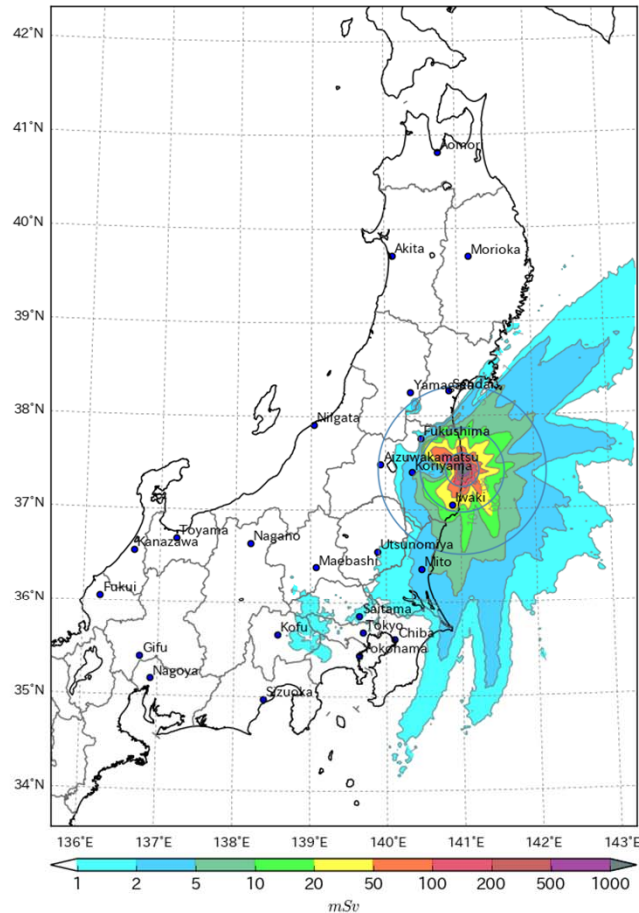 42°N
41°N
Aomor
40°N
Akita
Morioka
39°N
Yamagata
Sendai
38°N
Niigata
Fukushima
Aizuwakamatsu
Koriyama
37°N
Iwaki
Toyama
Nagano
Kanazawa
Utsunomiya
Maebashi
Mito
36°N
Fukui
Saitama
Tokyo
Kofu
Chiba
Gifu
Yokohama
35°N
Nagoya
Sizuoka
34°N
136°E 137°E 138°E 139°E 140°E 141°E 142°E 143°E
1 2 5 10 20 50 100 200 500 1000
mSv